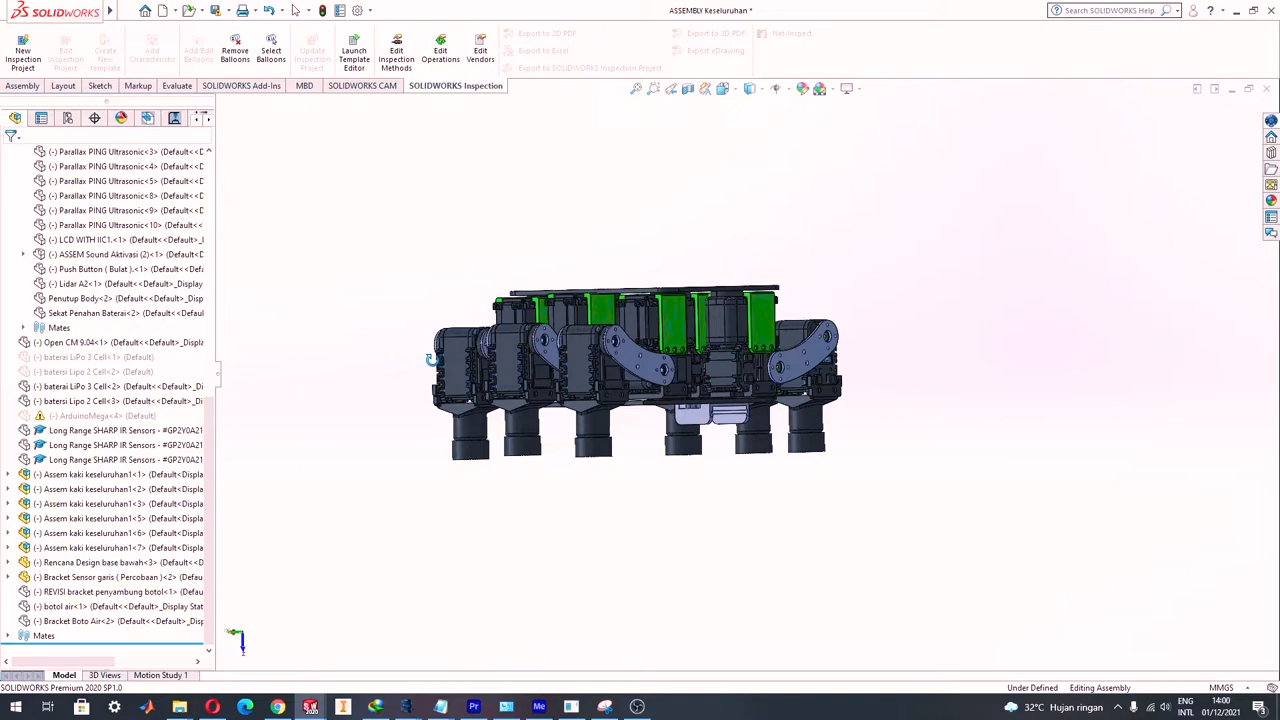 SOLIDWORKS
ASSEMBLY Keseluruhan *
Search SOLIDWORKS Help
New Inspection Project
Edit Inspection Project
Create New template
Add Characteristic
Add/Edit Balloons
Remove Balloons
Select Balloons
Update Inspection Project
Launch Template Editor
Edit Inspection Methods
Edit Operations
Edit Vendors
Export to 2D PDF
Export to Excel
Export to SOLIDWORKS Inspection Project
Export to 3D PDF
Export eDrawing
Net-Inspect
Assembly
Layout
Sketch
Markup
Evaluate
SOLIDWORKS Add-Ins
MBD
SOLIDWORKS CAM
SOLIDWORKS Inspection
(-) Parallax PING Ultrasonic<3> (Default<<D
(-) Parallax PING Ultrasonic<4> (Default<<D
(-) Parallax PING Ultrasonic<5> (Default<<D
(-) Parallax PING Ultrasonic<8> (Default<<D
(-) Parallax PING Ultrasonic<9> (Default<<D
(-) Parallax PING Ultrasonic<10> (Default<<
(-) LCD WITH IIC1.<1> (Default<<Default>_
(-) ASSEM Sound Aktivasi (2)<1> (Default<
(-) Push Button ( Bulat ).<1> (Default<<De
(-) Lidar A2<1> (Default<<Default>_Displa
Penutup Body<2> (Default<<Default>_Dis
Sekat Penahan Baterai<2> (Default<<Defa
Mates
(-) Open CM 9.04<1> (Default<<Default>_Disp
(-) baterai LiPo 3 Cell<1> (Default)
(-) baterai Lipo 2 Cell<2> (Default)
(-) batersi LiPo 3 Cell<2> (Default<<Default>_Di
(-) batersi Lipo 2 Cell<3> (Default<<Default>_Di
(-) ArduinoMega<4> (Default)
Long Range SHARP IR Sensors - #GP2Y0A21
Long Range SHARP IR Sensors - #GP2Y0A21
Long Range SHARP IR Sensors - #GP2Y0A21
(-) Assem kaki keseluruhan1<1> (Default<Displa
(-) Assem kaki keseluruhan1<2> (Default<Displa
(-) Assem kaki keseluruhan1<3> (Default<Displa
(-) Assem kaki keseluruhan1<5> (Default<Displa
(-) Assem kaki keseluruhan1<6> (Default<Displa
(-) Assem kaki keseluruhan1<7> (Default<Displa
(-) Rencana Design base bawah<3> (Default<<De
(-) Bracket Sensor garis ( Percobaan )<2> (Defau
(-) REVISI bracket penyambung botol<1> (Default
(-) botol air<1> (Default<<Default>_Display Stat
(-) Bracket Boto Air<2> (Default<<Default>_Disp
Mates
Z
Model
3D Views
Motion Study 1
SOLIDWORKS Premium 2020 SP1.0
Under Defined
Editing Assembly
MMGS
32°C Hujan ringan
ENG
INTL
14:00
01/12/2021